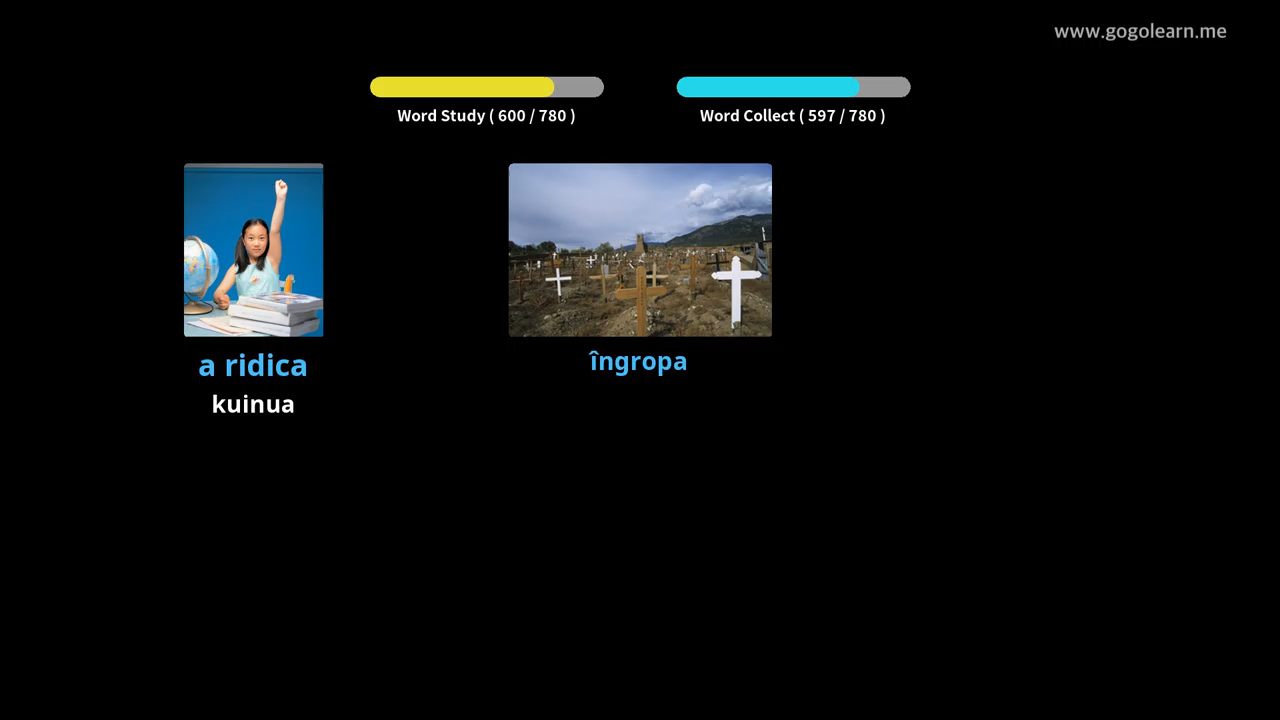 www.gogolearn.me
Word Study ( 600 / 780 )
Word Collect ( 597 / 780 )
a ridica
kuinua
îngropa